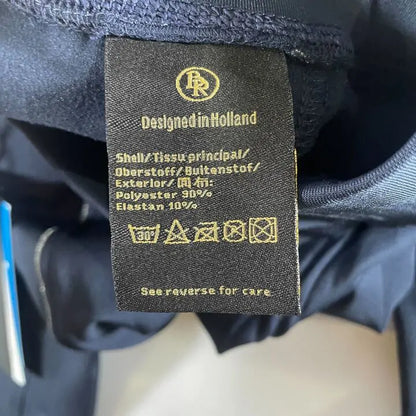 BR
Designed in Holland
Shell/Tissu principal/
Oberstoff/Buitenstof/
Exterior/面布:
Polyester 90%
Elastan 10%
30°
See reverse for care